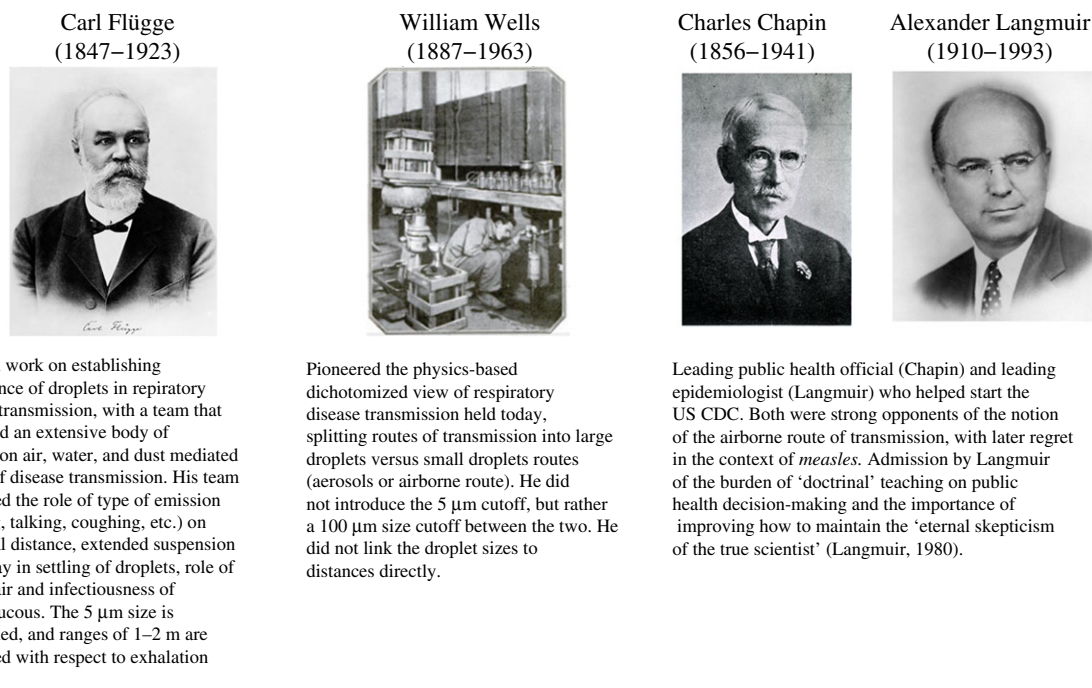 Carl Flügge
(1847–1923)
Carl Flügge
work on establishing
nce of droplets in repiratory
transmission, with a team that
d an extensive body of
on air, water, and dust mediated
f disease transmission. His team
ed the role of type of emission
, talking, coughing, etc.) on
l distance, extended suspension
y in settling of droplets, role of
ir and infectiousness of
ucous. The 5 μm size is
ed, and ranges of 1–2 m are
ed with respect to exhalation
William Wells
(1887–1963)
Pioneered the physics-based
dichotomized view of respiratory
disease transmission held today,
splitting routes of transmission into large
droplets versus small droplets routes
(aerosols or airborne route). He did
not introduce the 5 μm cutoff, but rather
a 100 μm size cutoff between the two. He
did not link the droplet sizes to
distances directly.
Charles Chapin
(1856–1941)
Alexander Langmuir
(1910–1993)
Leading public health official (Chapin) and leading
epidemiologist (Langmuir) who helped start the
US CDC. Both were strong opponents of the notion
of the airborne route of transmission, with later regret
in the context of measles. Admission by Langmuir
of the burden of ‘doctrinal’ teaching on public
health decision-making and the importance of
improving how to maintain the ‘eternal skepticism
of the true scientist’ (Langmuir, 1980).